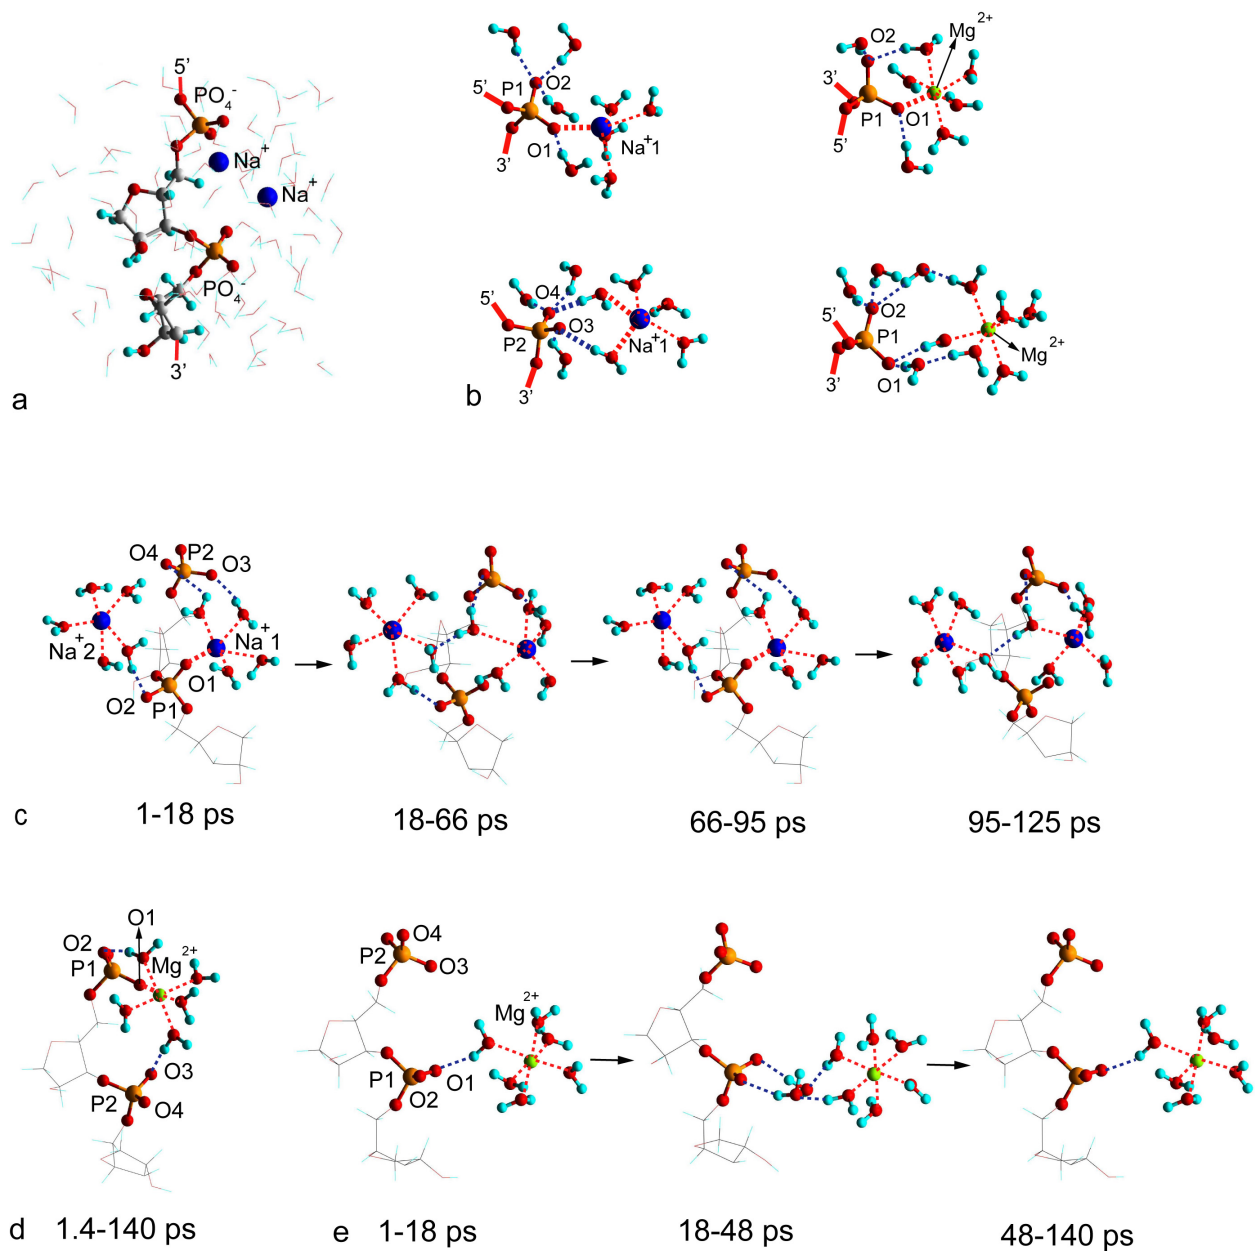 5'
PO4-
Na+
Na+
PO4-
3'
a
O2
P1
5'
O1
3'
Na+1
Mg2+
O2
3'
P1
O1
5'
5'
O4
O3
P2
Na+1
3'
O2
5'
P1
Mg2+
O1
3'
b
O4
P2
O3
Na+2
Na+1
O1
O2
P1
c
1-18 ps
18-66 ps
66-95 ps
95-125 ps
O1
O2
Mg2+
P1
O3
P2
O4
d
1.4-140 ps
O4
P2
O3
Mg2+
P1
O1
O2
e
1-18 ps
18-48 ps
48-140 ps